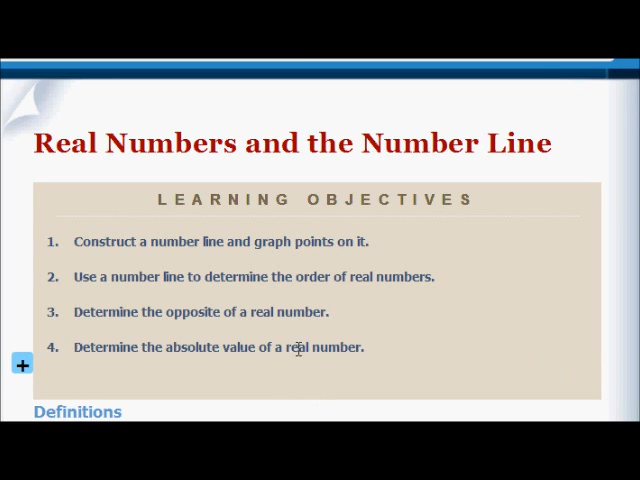 Real Numbers and the Number Line
LEARNING OBJECTIVES
1. Construct a number line and graph points on it.
2. Use a number line to determine the order of real numbers.
3. Determine the opposite of a real number.
4. Determine the absolute value of a real number.
+
Definitions